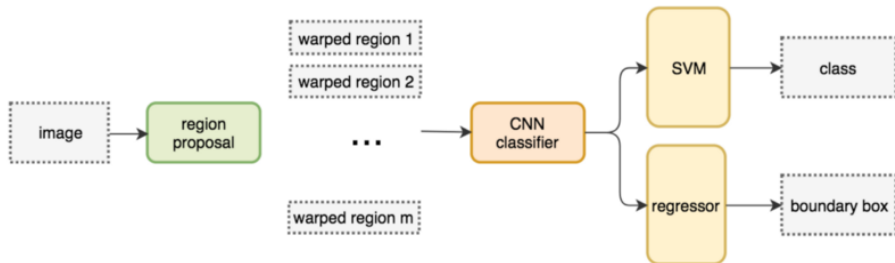 image
region
proposal
warped region 1
warped region 2
...
warped region m
CNN
classifier
SVM
class
regressor
boundary box